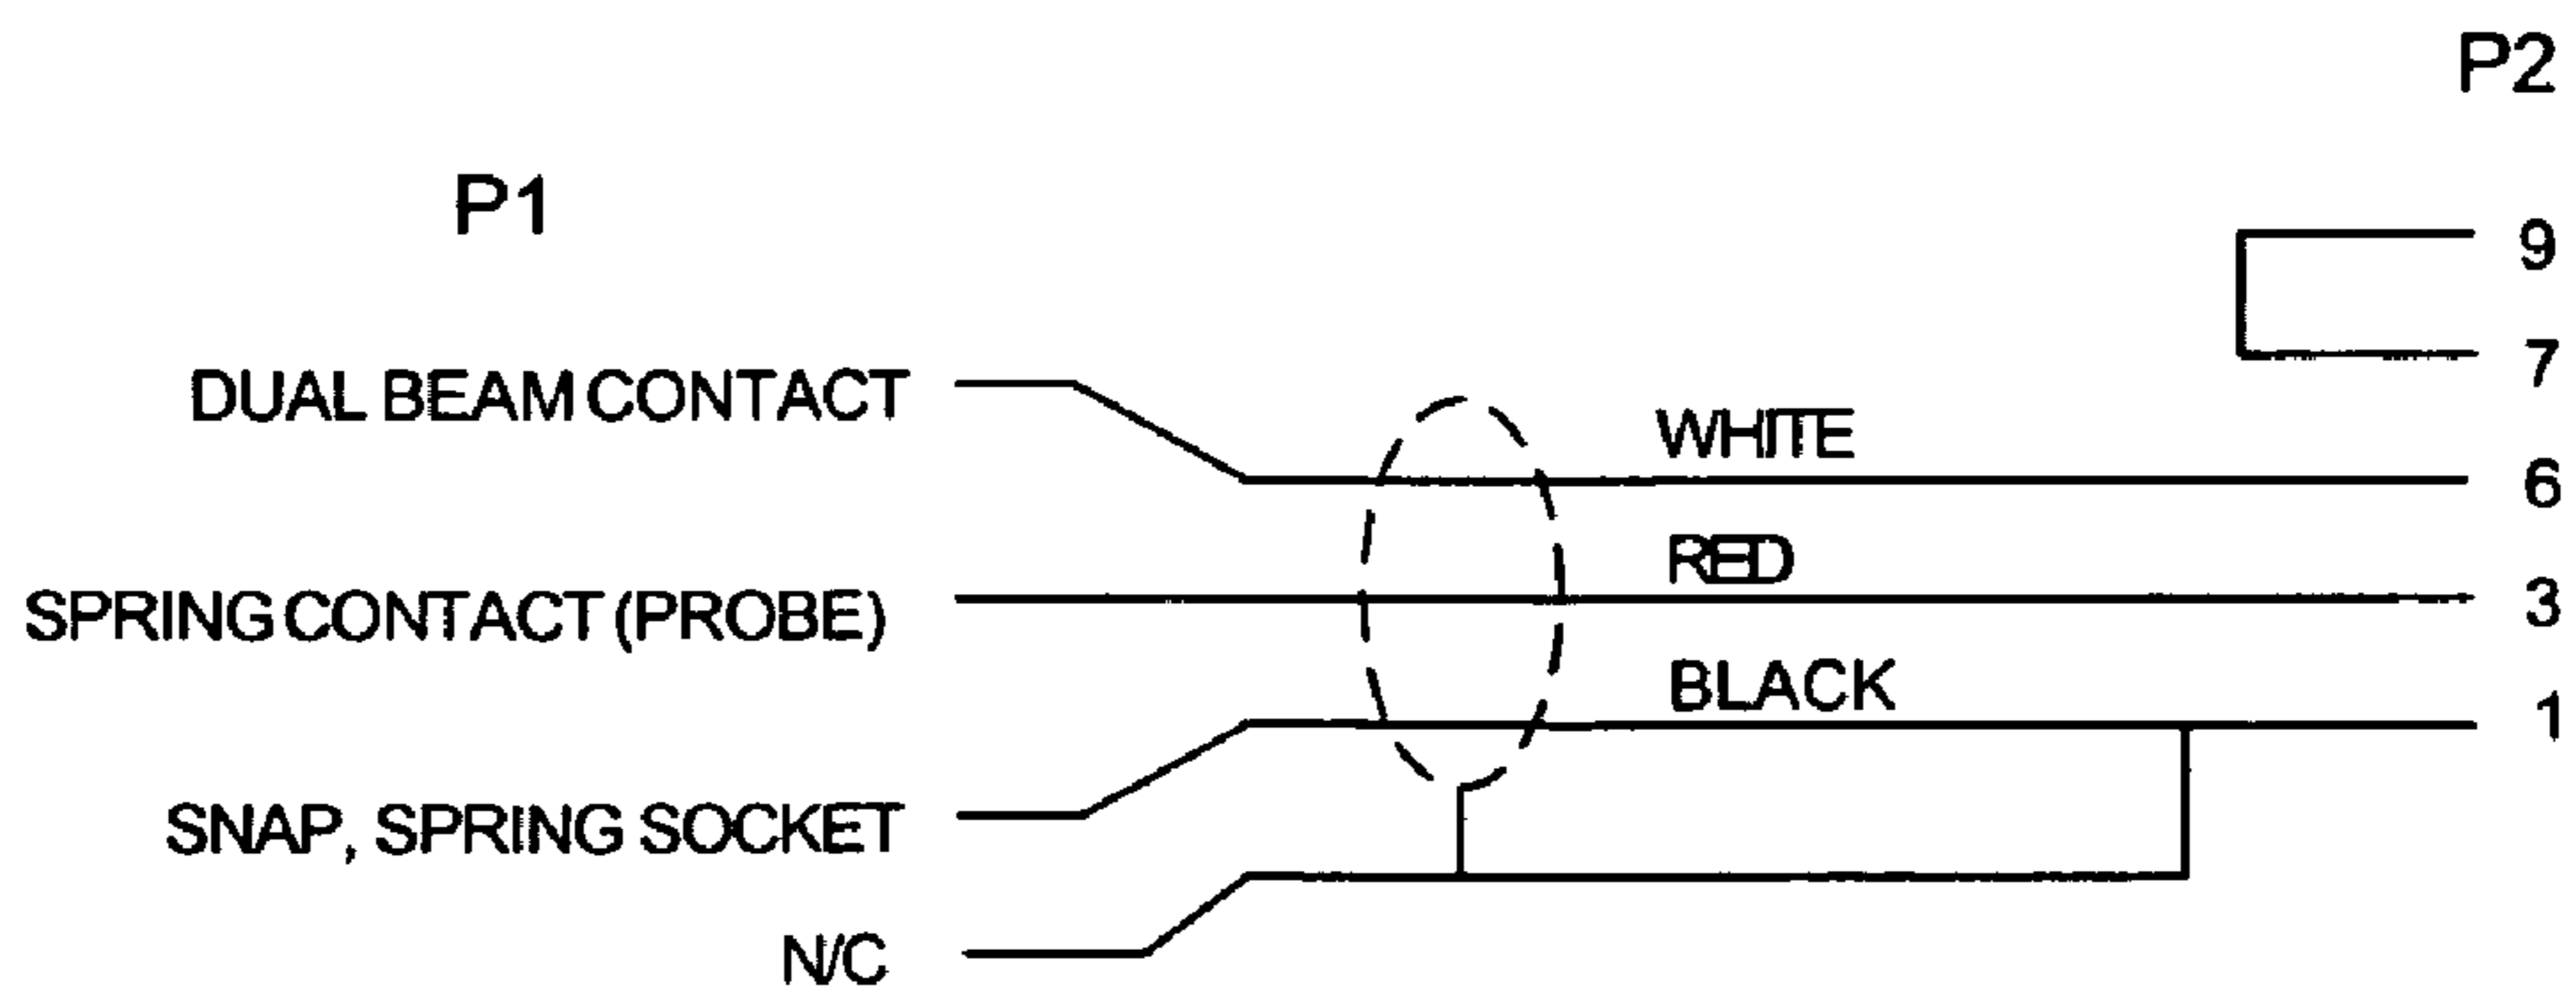 P2
P1
9
7
DUAL BEAM CONTACT
WHITE
6
RED
SPRING CONTACT (PROBE)
3
BLACK
1
SNAP, SPRING SOCKET
N/C